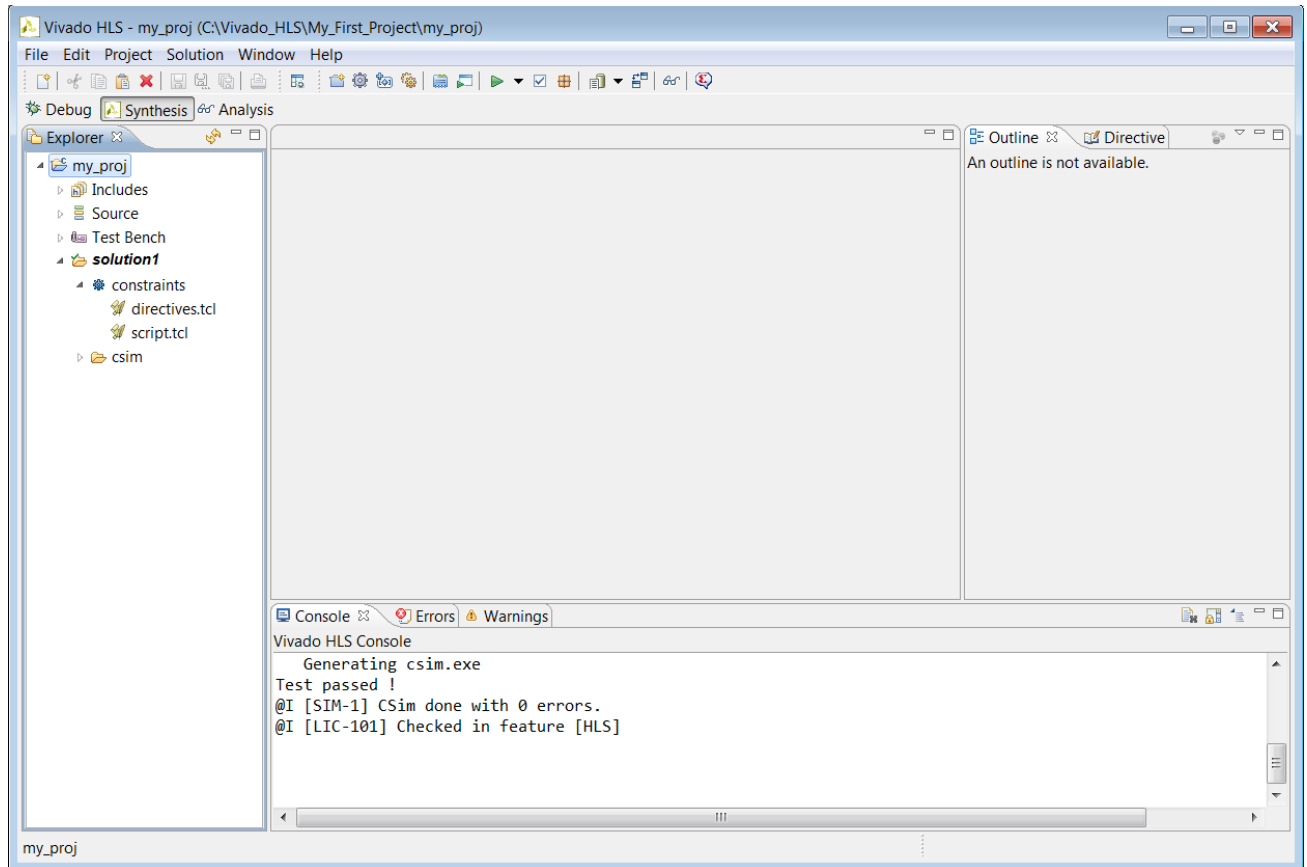 Vivado HLS - my_proj (C:\Vivado_HLS\My_First_Project\my_proj)
File Edit Project Solution Window Help
Debug Synthesis Analysis
Explorer
my_proj
Includes
Source
Test Bench
solution1
constraints
directives.tcl
script.tcl
csim
Outline Directive
An outline is not available.
Console Errors Warnings
Vivado HLS Console
Generating csim.exe
Test passed !
@I [SIM-1] CSim done with 0 errors.
@I [LIC-101] Checked in feature [HLS]
my_proj